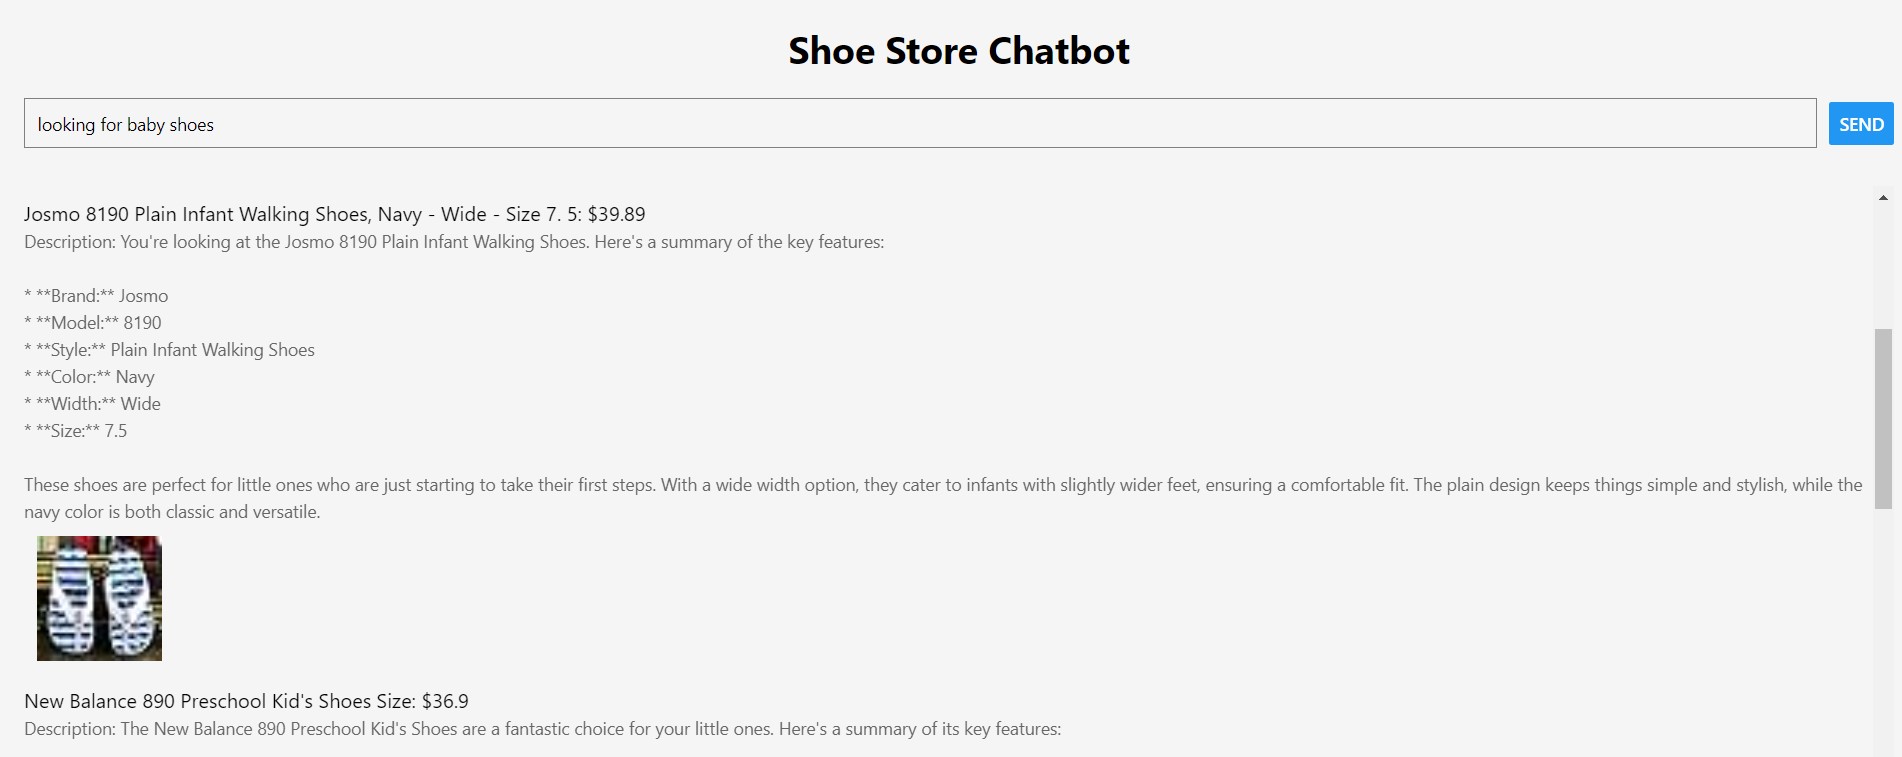 Shoe Store Chatbot
looking for baby shoes
SEND
Josmo 8190 Plain Infant Walking Shoes, Navy - Wide - Size 7. 5: $39.89
Description: You're looking at the Josmo 8190 Plain Infant Walking Shoes. Here's a summary of the key features:
* **Brand:** Josmo
* **Model:** 8190
* **Style:** Plain Infant Walking Shoes
* **Color:** Navy
* **Width:** Wide
* **Size:** 7.5
These shoes are perfect for little ones who are just starting to take their first steps. With a wide width option, they cater to infants with slightly wider feet, ensuring a comfortable fit. The plain design keeps things simple and stylish, while the
navy color is both classic and versatile.
New Balance 890 Preschool Kid's Shoes Size: $36.9
Description: The New Balance 890 Preschool Kid's Shoes are a fantastic choice for your little ones. Here's a summary of its key features: